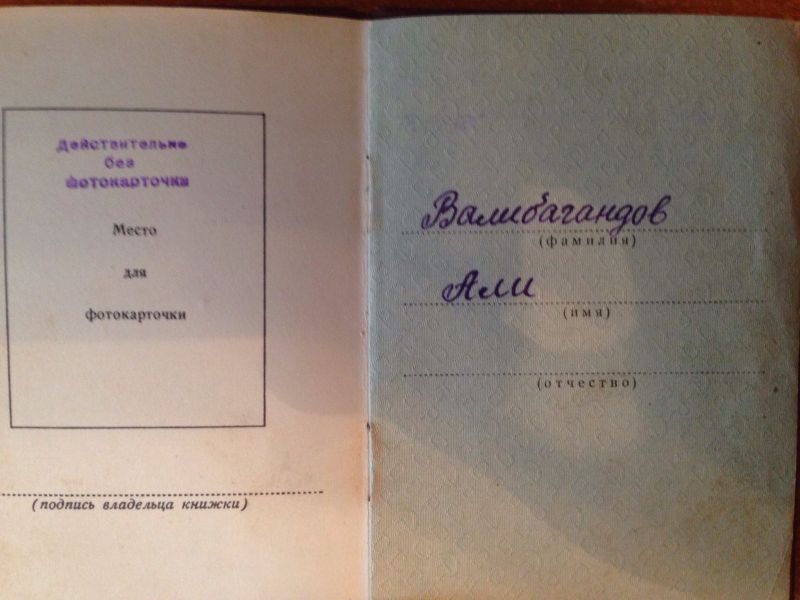 Действительно
без
фотокарточки
Место
для
фотокарточки
(подпись владельца книжки)
Валибагандов
(фамилия)
Али
(имя)
(отчество)